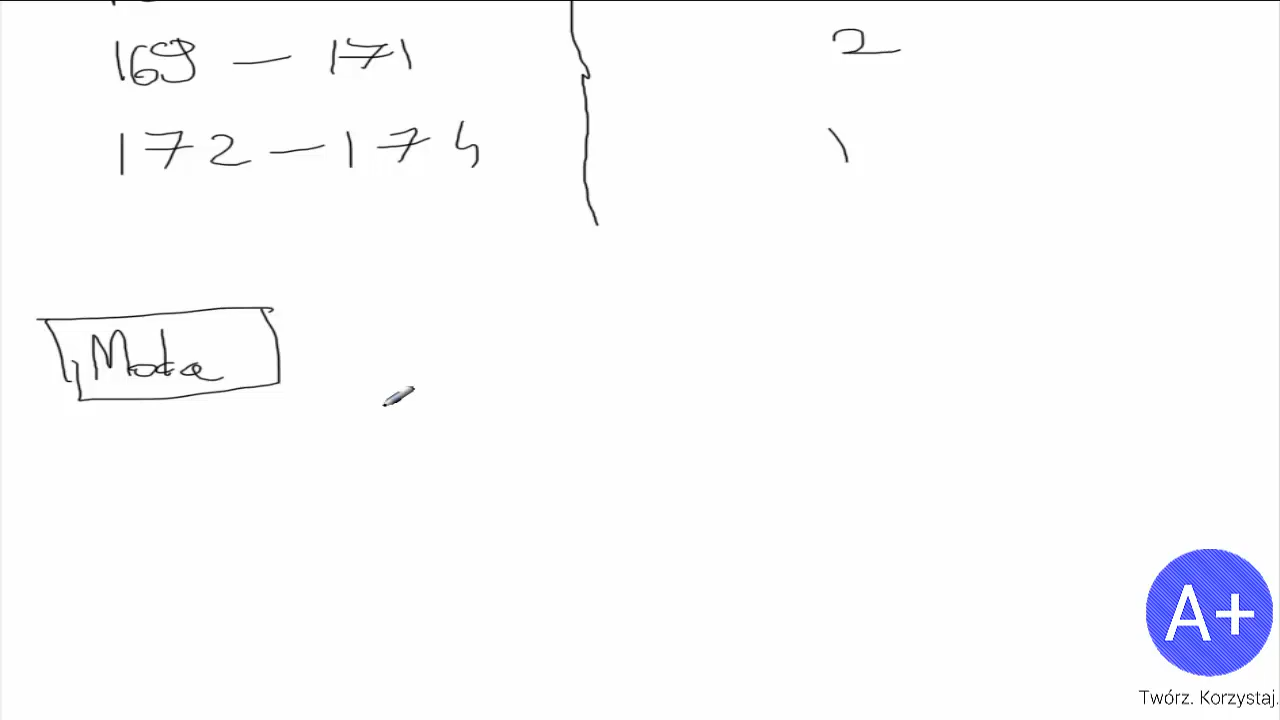 169 – 171 2
172 – 174 1
Moda
A+
Twórz. Korzystaj.